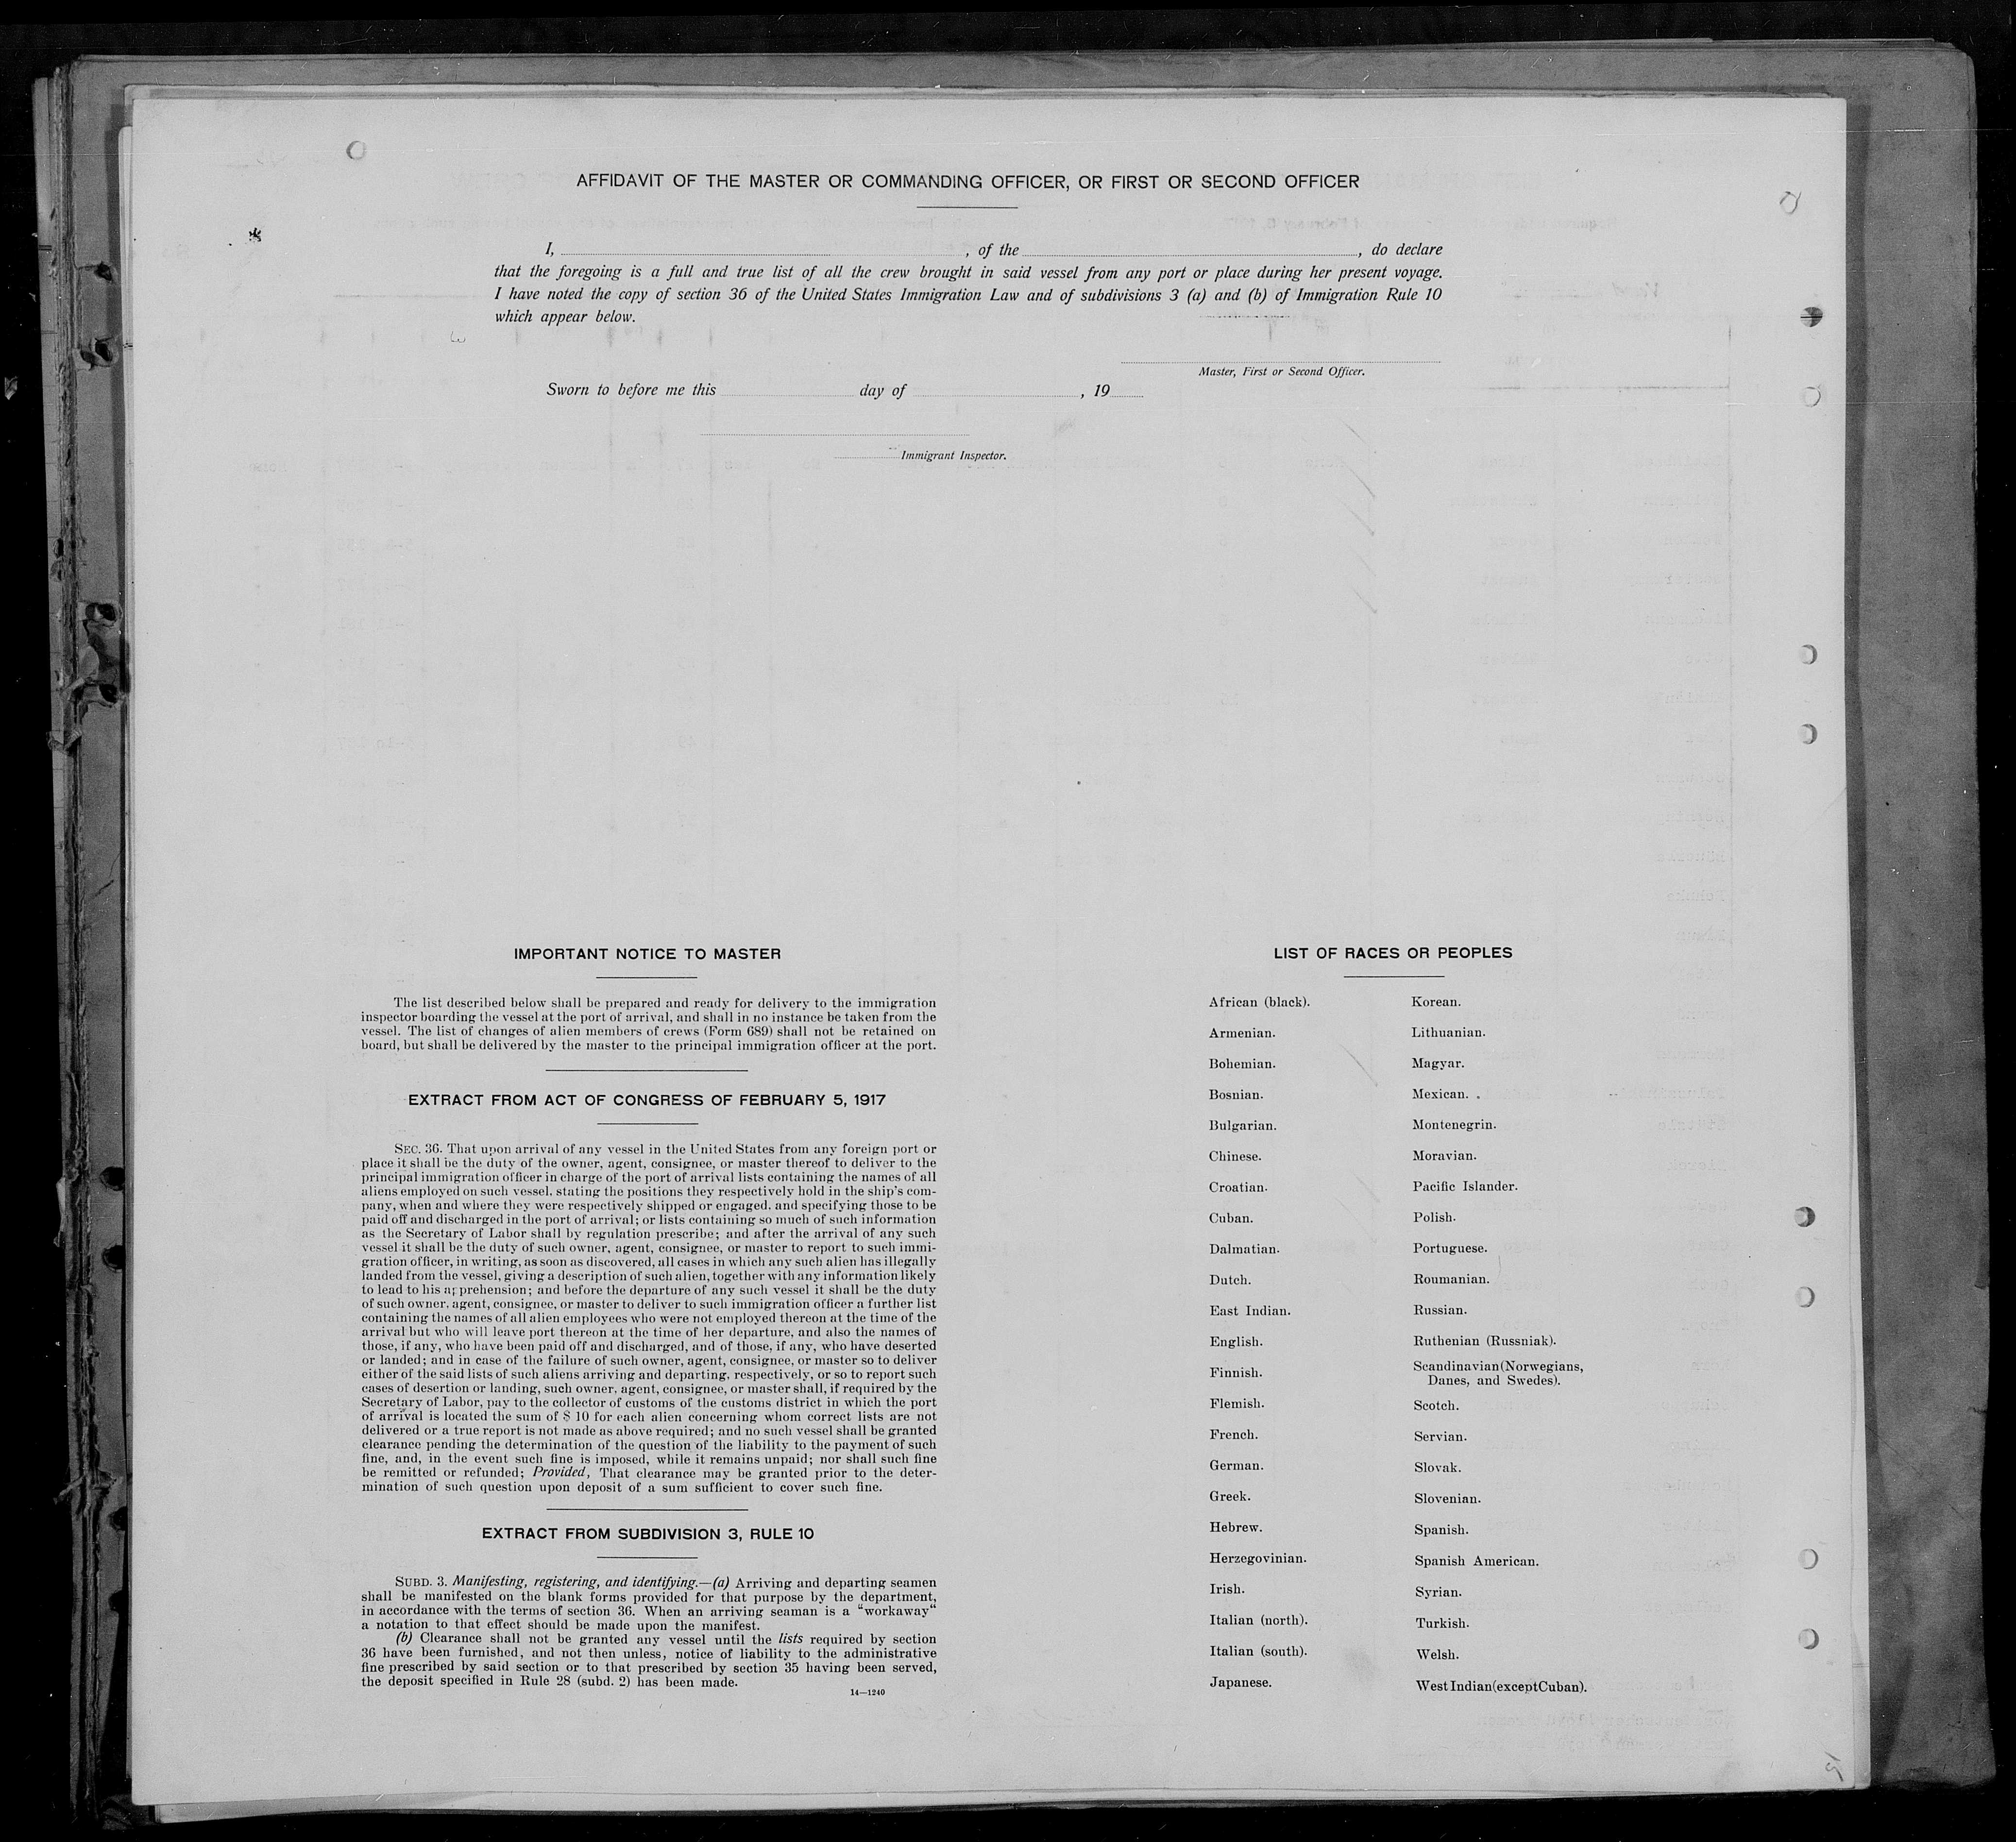 AFFIDAVIT OF THE MASTER OR COMMANDING OFFICER, OR FIRST OR SECOND OFFICER
I, , of the , do declare
that the foregoing is a full and true list of all the crew brought in said vessel from any port or place during her present voyage.
I have noted the copy of section 36 of the United States Immigration Law and of subdivisions 3 (a) and (b) of Immigration Rule 10
which appear below.
Master, First or Second Officer.
Sworn to before me this day of , 19
Immigrant Inspector.
IMPORTANT NOTICE TO MASTER
The list described below shall be prepared and ready for delivery to the immigration
inspector boarding the vessel at the port of arrival, and shall in no instance be taken from the
vessel. The list of changes of alien members of crews (Form 689) shall not be retained on
board, but shall be delivered by the master to the principal immigration officer at the port.
EXTRACT FROM ACT OF CONGRESS OF FEBRUARY 5, 1917
SEC. 36. That upon arrival of any vessel in the United States from any foreign port or
place it shall be the duty of the owner, agent, consignee, or master thereof to deliver to the
principal immigration officer in charge of the port of arrival lists containing the names of all
aliens employed on such vessel, stating the positions they respectively hold in the ship's com-
pany, when and where they were respectively shipped or engaged, and specifying those to be
paid off and discharged in the port of arrival; or lists containing so much of such information
as the Secretary of Labor shall by regulation prescribe; and after the arrival of any such
vessel it shall be the duty of such owner, agent, consignee, or master to report to such immi-
gration officer, in writing, as soon as discovered, all cases in which any such alien has illegally
landed from the vessel, giving a description of such alien, together with any information likely
to lead to his apprehension; and before the departure of any such vessel it shall be the duty
of such owner, agent, consignee, or master to deliver to such immigration officer a further list
containing the names of all alien employees who were not employed thereon at the time of the
arrival but who will leave port thereon at the time of her departure, and also the names of
those, if any, who have been paid off and discharged, and of those, if any, who have deserted
or landed; and in case of the failure of such owner, agent, consignee, or master so to deliver
either of the said lists of such aliens arriving and departing, respectively, or so to report such
cases of desertion or landing, such owner, agent, consignee, or master shall, if required by the
Secretary of Labor, pay to the collector of customs of the customs district in which the port
of arrival is located the sum of $ 10 for each alien concerning whom correct lists are not
delivered or a true report is not made as above required; and no such vessel shall be granted
clearance pending the determination of the question of the liability to the payment of such
fine, and, in the event such fine is imposed, while it remains unpaid; nor shall such fine
be remitted or refunded; Provided, That clearance may be granted prior to the deter-
mination of such question upon deposit of a sum sufficient to cover such fine.
EXTRACT FROM SUBDIVISION 3, RULE 10
SUBD. 3. Manifesting, registering, and identifying.—(a) Arriving and departing seamen
shall be manifested on the blank forms provided for that purpose by the department,
in accordance with the terms of section 36. When an arriving seaman is a “workaway“
a notation to that effect should be made upon the manifest.
(b) Clearance shall not be granted any vessel until the lists required by section
36 have been furnished, and not then unless, notice of liability to the administrative
fine prescribed by said section or to that prescribed by section 35 having been served,
the deposit specified in Rule 28 (subd. 2) has been made.
14—1240
LIST OF RACES OR PEOPLES
African (black).
Armenian.
Bohemian.
Bosnian.
Bulgarian.
Chinese.
Croatian.
Cuban.
Dalmatian.
Dutch.
East Indian.
English.
Finnish.
Flemish.
French.
German.
Greek.
Hebrew.
Herzegovinian.
Irish.
Italian (north).
Italian (south).
Japanese.
Korean.
Lithuanian.
Magyar.
Mexican.
Montenegrin.
Moravian.
Pacific Islander.
Polish.
Portuguese.
Roumanian.
Russian.
Ruthenian (Russniak).
Scandinavian (Norwegians,
Danes, and Swedes).
Scotch.
Servian.
Slovak.
Slovenian.
Spanish.
Spanish American.
Syrian.
Turkish.
Welsh.
West Indian (except Cuban).